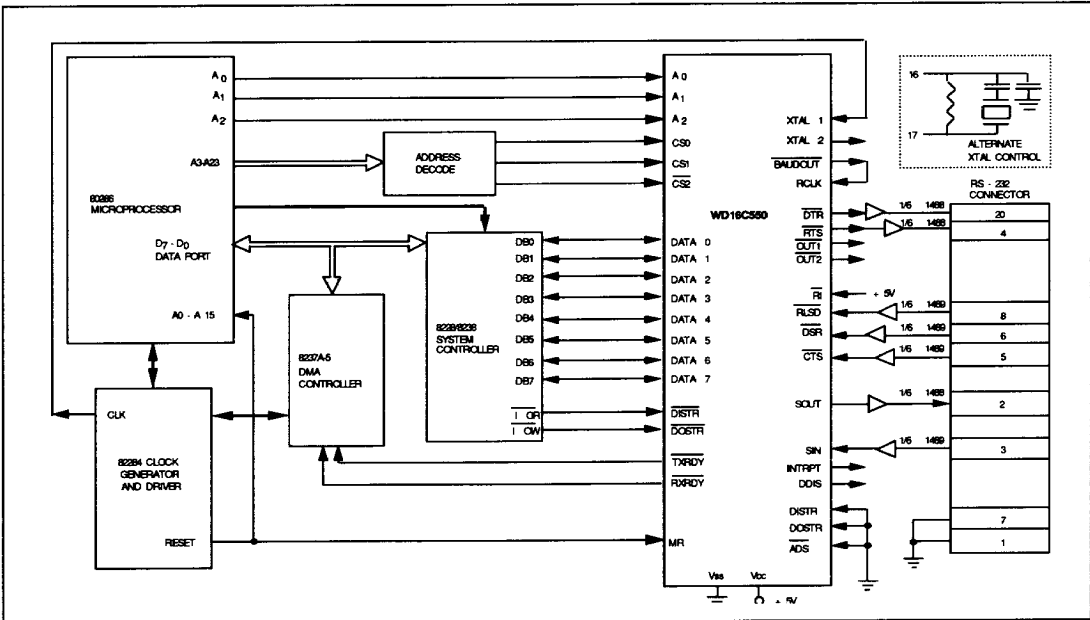 A0
A1
A2
A3-A23
80286
MICROPROCESSOR
D7 - D0
DATA PORT
A0 - A 15
ADDRESS
DECODE
8237A-5
DMA
CONTROLLER
CLK
82284 CLOCK
GENERATOR
AND DRIVER
RESET
DB0
DB1
DB2
DB3
DB4
DB5
DB6
DB7
8228/8238
SYSTEM
CONTROLLER
I OR
I OW
A0
A1
A2
CS0
CS1
CS2
DATA 0
DATA 1
DATA 2
DATA 3
DATA 4
DATA 5
DATA 6
DATA 7
DISTR
DOSTR
TXRDY
RXRDY
MR
WD16C550
XTAL 1
XTAL 2
BAUDOUT
RCLK
DTR
RTS
OUT1
OUT2
RI
RLSD
DSR
CTS
SOUT
SIN
INTRPT
DDIS
DISTR
DOSTR
ADS
Vss
Vcc
+ 5V
+ 5V
1/6 1488
1/6 1488
1/6 1489
1/6 1489
1/6 1489
1/6 1488
1/6 1489
16
17
ALTERNATE
XTAL CONTROL
RS - 232
CONNECTOR
20
4
8
6
5
2
3
7
1